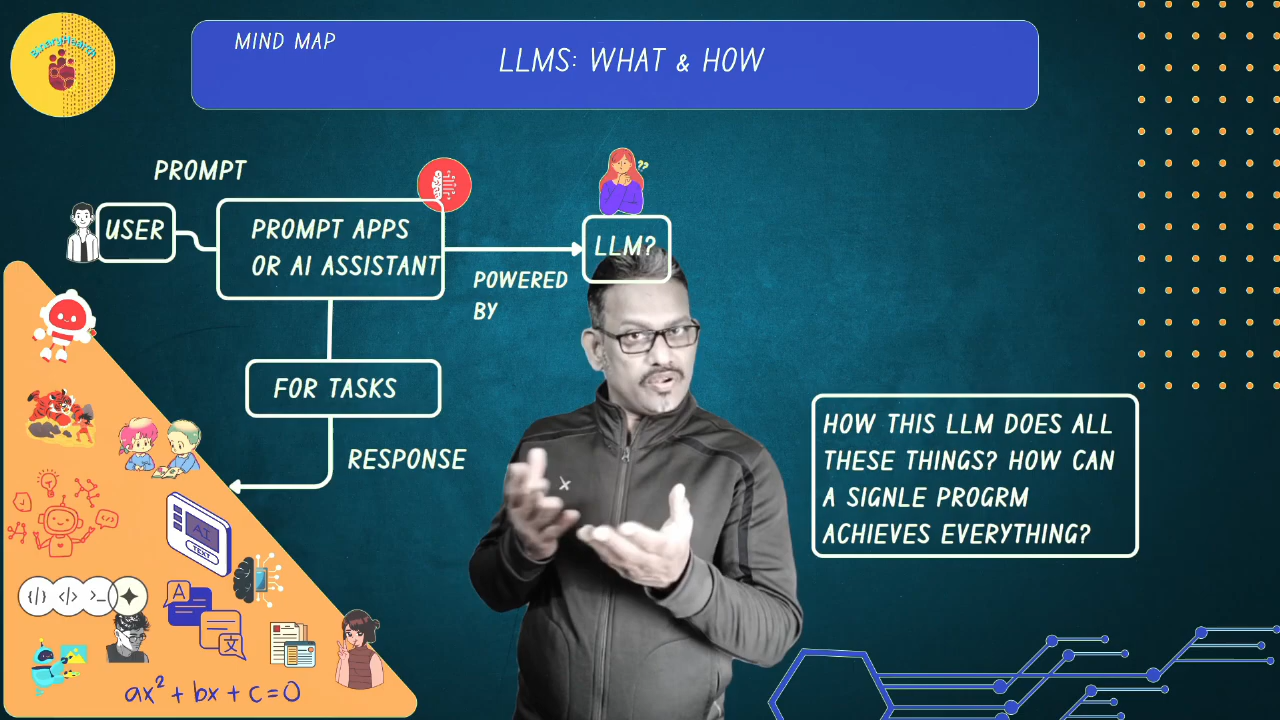 BinaryHearth
MIND MAP
LLMS: WHAT & HOW
PROMPT
??
USER
PROMPT APPS
OR AI ASSISTANT
LLM?
POWERED
BY
FOR TASKS
RESPONSE
HOW THIS LLM DOES ALL
THESE THINGS? HOW CAN
A SIGNLE PROGRM
ACHIEVES EVERYTHING?
AI
TEXT
{/} </> >_
A
文
ax² + bx + c = 0